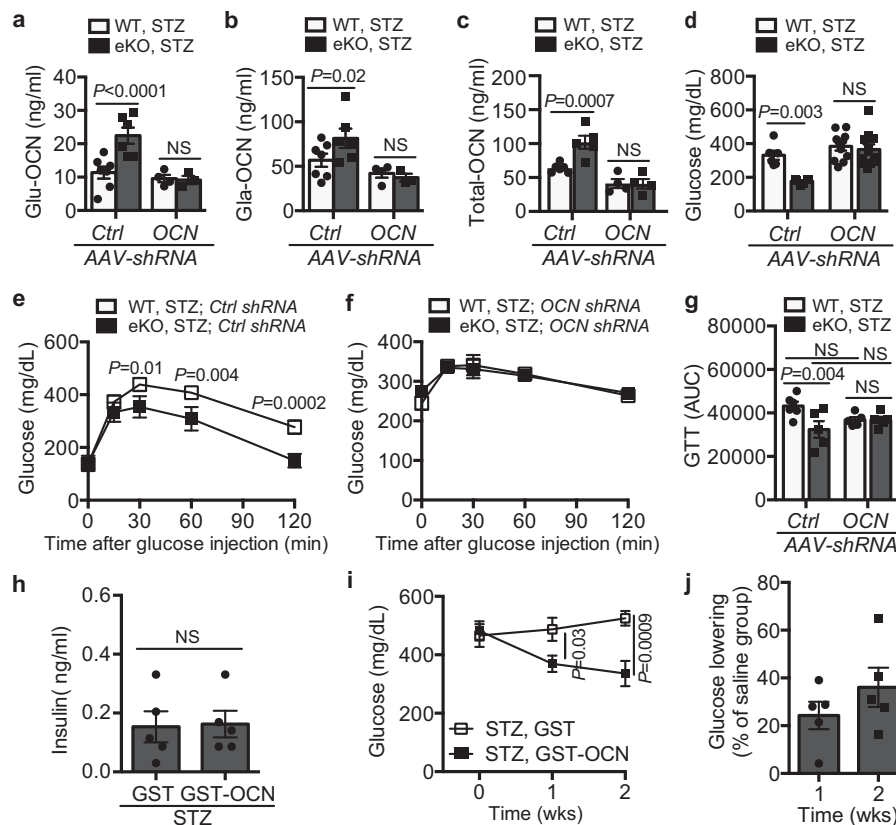 a
WT, STZ
eKO, STZ
Glu-OCN (ng/ml)
40
30
20
10
0
P<0.0001
NS
Ctrl OCN
AAV-shRNA
b
WT, STZ
eKO, STZ
Gla-OCN (ng/ml)
150
100
50
0
P=0.02
NS
Ctrl OCN
AAV-shRNA
c
WT, STZ
eKO, STZ
Total-OCN (ng/ml)
200
150
100
50
0
P=0.0007
NS
Ctrl OCN
AAV-shRNA
d
WT, STZ
eKO, STZ
Glucose (mg/dL)
800
600
400
200
0
P=0.003
NS
Ctrl OCN
AAV-shRNA
e
WT, STZ; Ctrl shRNA
eKO, STZ; Ctrl shRNA
Glucose (mg/dL)
600
400
200
0
P=0.01
P=0.004
P=0.0002
0 30 60 90 120
Time after glucose injection (min)
f
WT, STZ; OCN shRNA
eKO, STZ; OCN shRNA
Glucose (mg/dL)
400
300
200
100
0
0 30 60 90 120
Time after glucose injection (min)
g
WT, STZ
eKO, STZ
GTT (AUC)
80000
60000
40000
20000
0
NS
NS
P=0.004
NS
Ctrl OCN
AAV-shRNA
h
Insulin( ng/ml)
0.6
0.4
0.2
0.0
NS
GST GST-OCN
STZ
i
Glucose (mg/dL)
600
400
200
0
P=0.03
P=0.0009
STZ, GST
STZ, GST-OCN
0 1 2
Time (wks)
j
Glucose lowering
(% of saline group)
80
60
40
20
0
1 2
Time (wks)